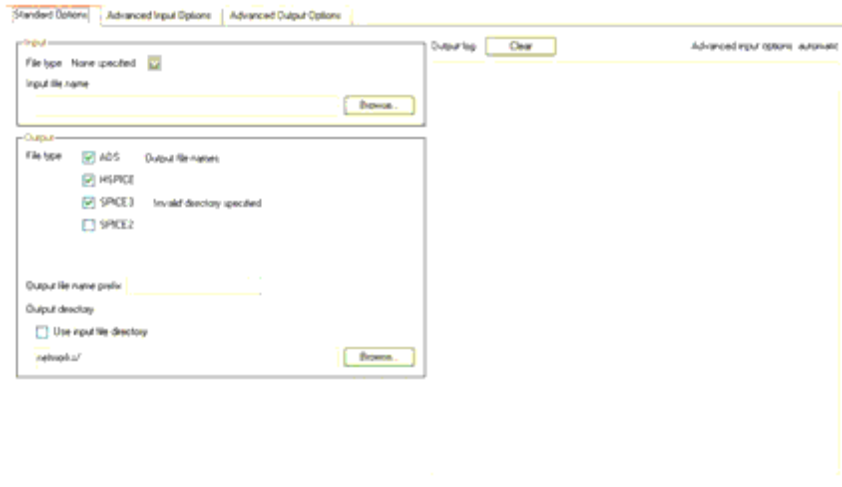 Standard Options
Advanced Input Options
Advanced Output Options
Input
File type None specified
Input file name
Browse...
Output
File type
ADS
Output file names
HSPICE
SPICE3
Invalid directory specified
SPICE2
Output file name prefix
Output directory
Use input file directory
networks/
Browse...
Output log
Clear
Advanced input options automatic